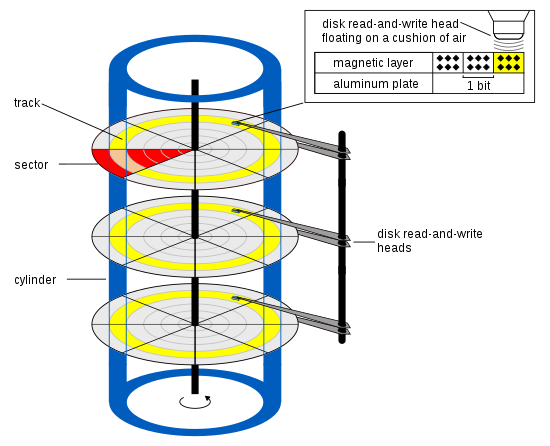 disk read-and-write head
floating on a cushion of air
magnetic layer
aluminum plate
1 bit
track
sector
cylinder
disk read-and-write
heads